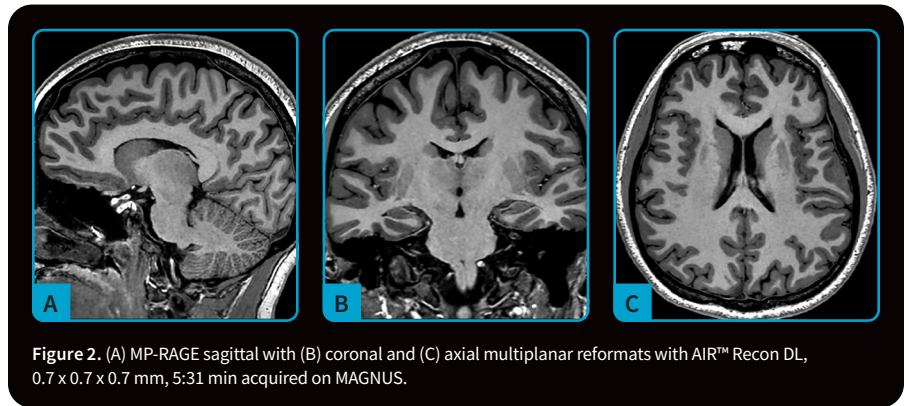 A
B
C
Figure 2. (A) MP-RAGE sagittal with (B) coronal and (C) axial multiplanar reformats with AIR™ Recon DL,
0.7 x 0.7 x 0.7 mm, 5:31 min acquired on MAGNUS.